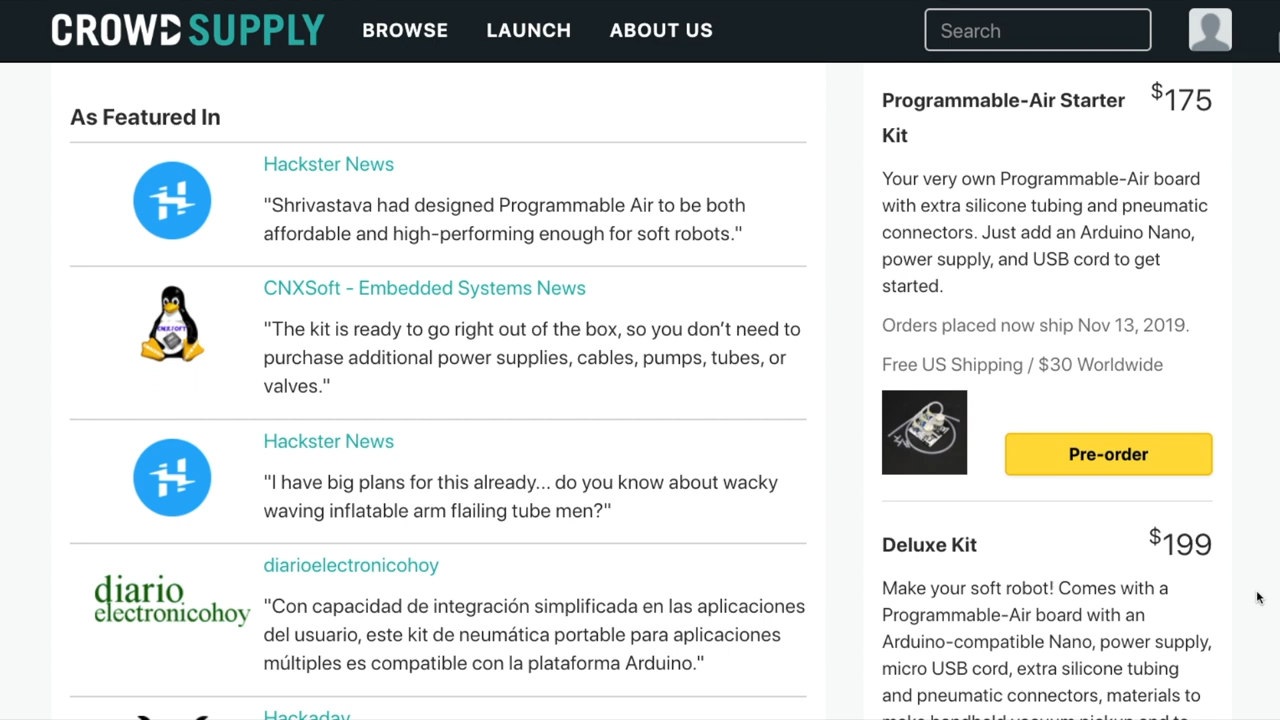 CROWD SUPPLY BROWSE LAUNCH ABOUT US Search
As Featured In
Hackster News
"Shrivastava had designed Programmable Air to be both
affordable and high-performing enough for soft robots."
CNXSoft - Embedded Systems News
"The kit is ready to go right out of the box, so you don’t need to
purchase additional power supplies, cables, pumps, tubes, or
valves."
Hackster News
"I have big plans for this already... do you know about wacky
waving inflatable arm flailing tube men?"
diario
electronicohoy
diarioelectronicohoy
"Con capacidad de integración simplificada en las aplicaciones
del usuario, este kit de neumática portable para aplicaciones
múltiples es compatible con la plataforma Arduino."
Hackaday
Programmable-Air Starter $175
Kit
Your very own Programmable-Air board
with extra silicone tubing and pneumatic
connectors. Just add an Arduino Nano,
power supply, and USB cord to get
started.
Orders placed now ship Nov 13, 2019.
Free US Shipping / $30 Worldwide
Pre-order
Deluxe Kit $199
Make your soft robot! Comes with a
Programmable-Air board with an
Arduino-compatible Nano, power supply,
micro USB cord, extra silicone tubing
and pneumatic connectors, materials to
make handheld vacuum pickup and to